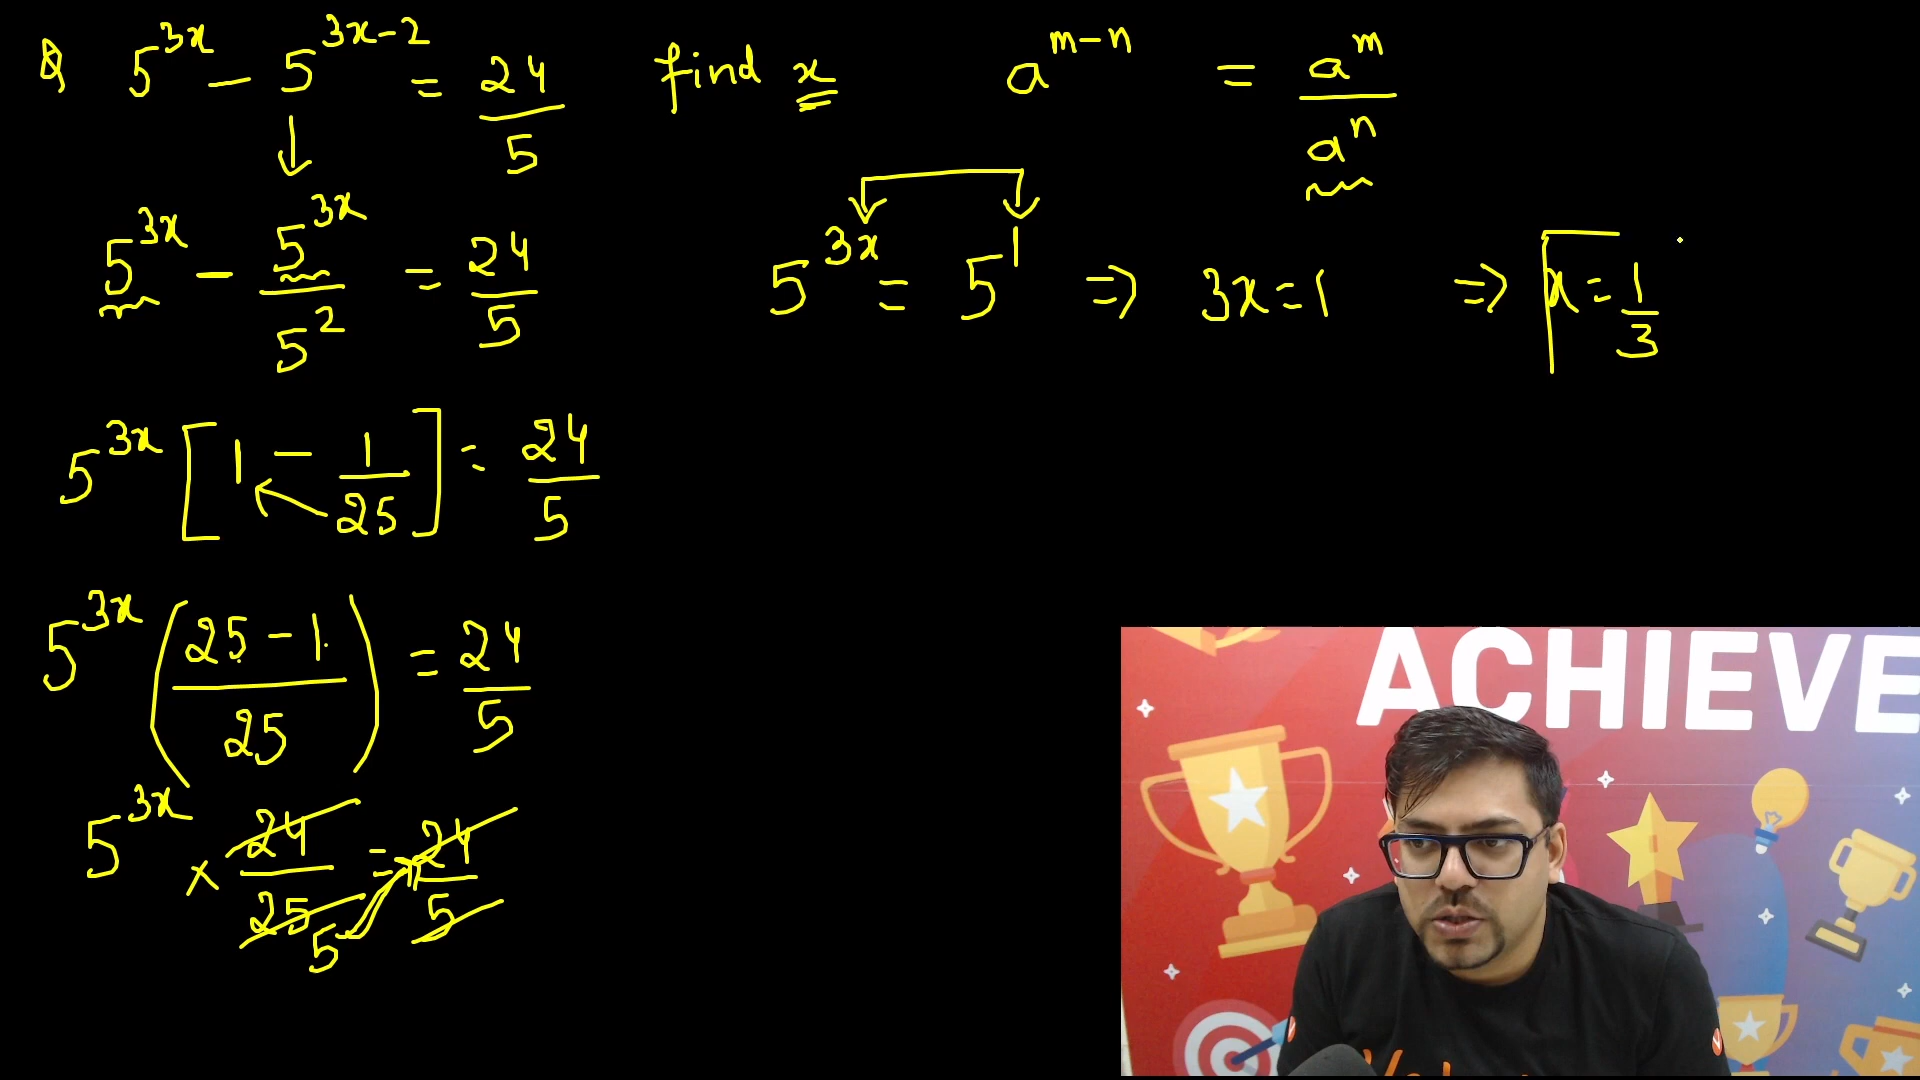 Q 5^{3x} - 5^{3x-2} = 24/5 find x
a^{m-n} = a^m/a^n
5^{3x} - 5^{3x}/5^2 = 24/5
5^{3x} [1 - 1/25] = 24/5
5^{3x} (25-1/25) = 24/5
5^{3x} × 24/25 = 24/5
5
5^{3x} = 5^1 ⇒ 3x = 1 ⇒ x = 1/3
ACHIEVE